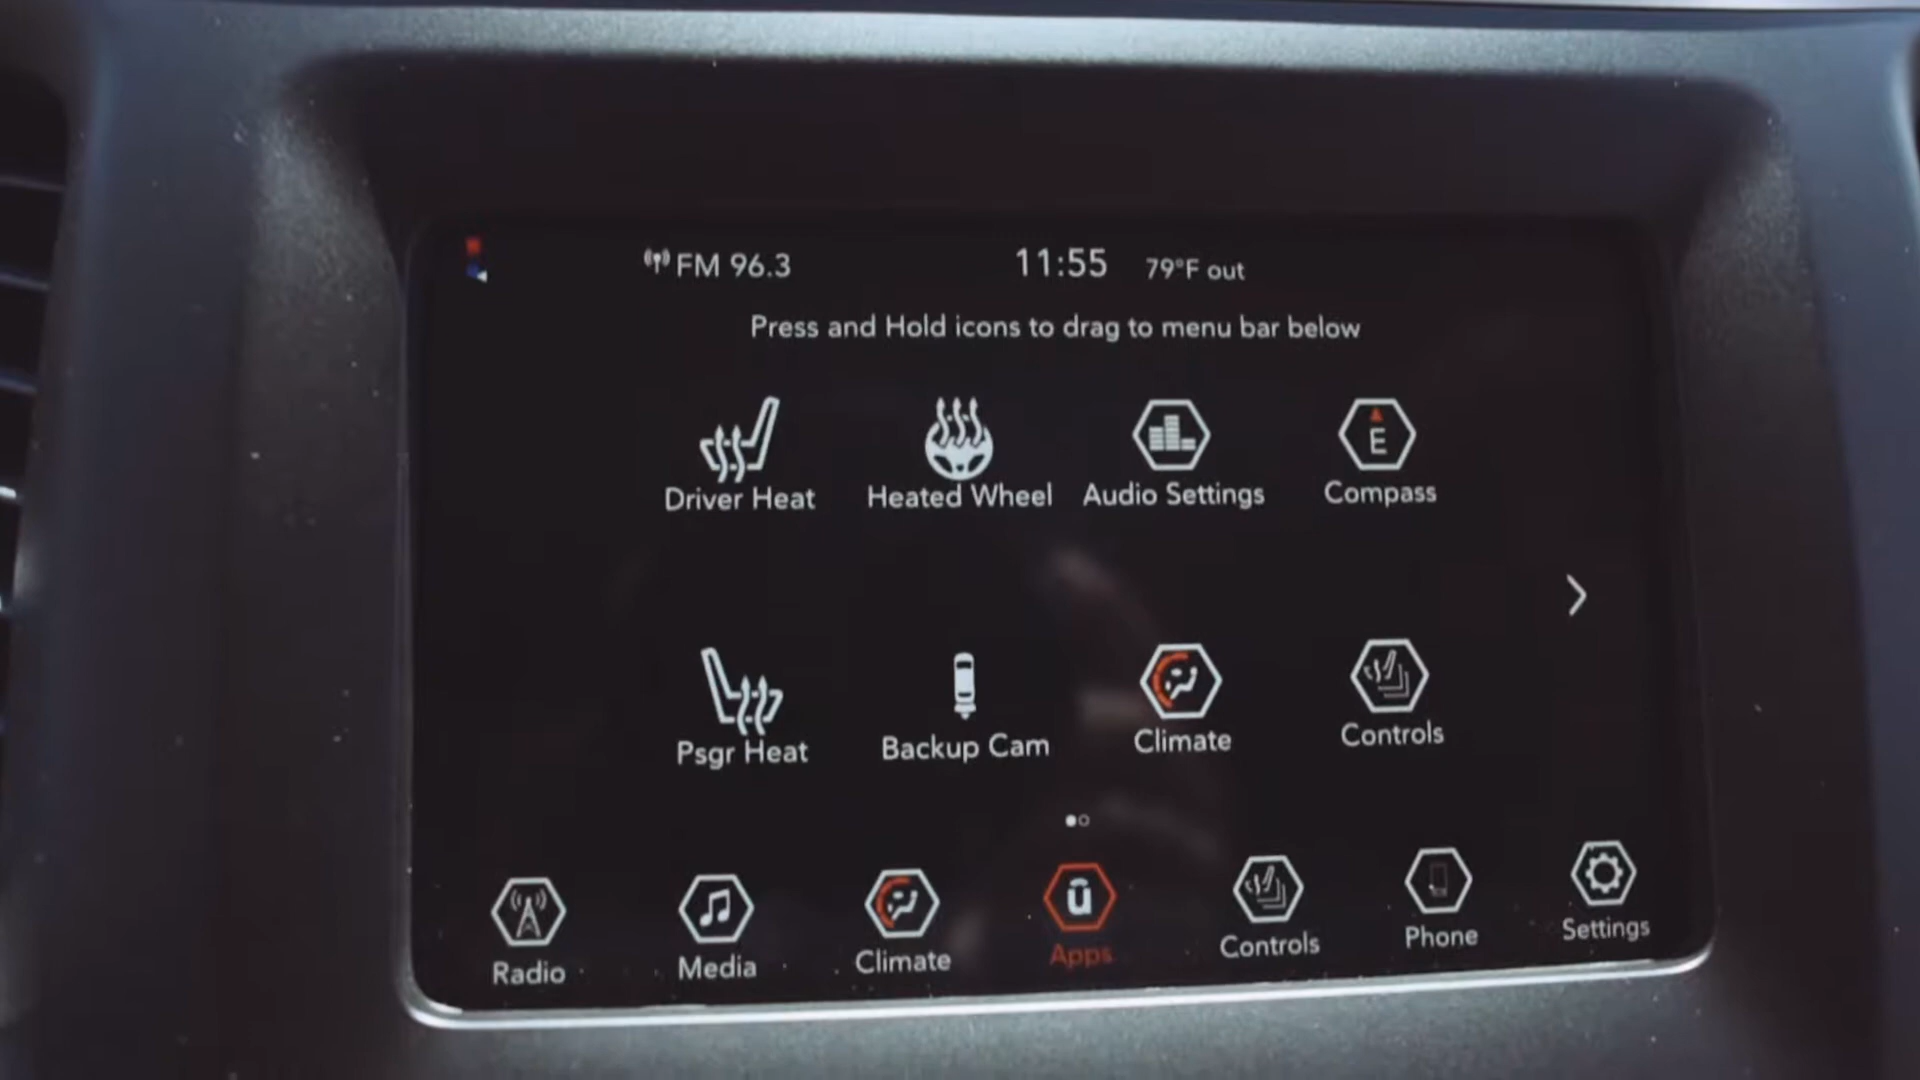 FM 96.3 11:55 79°F out
Press and Hold icons to drag to menu bar below
E
Driver Heat Heated Wheel Audio Settings Compass
Psgr Heat Backup Cam Climate Controls
ū
Radio Media Climate Apps Controls Phone Settings